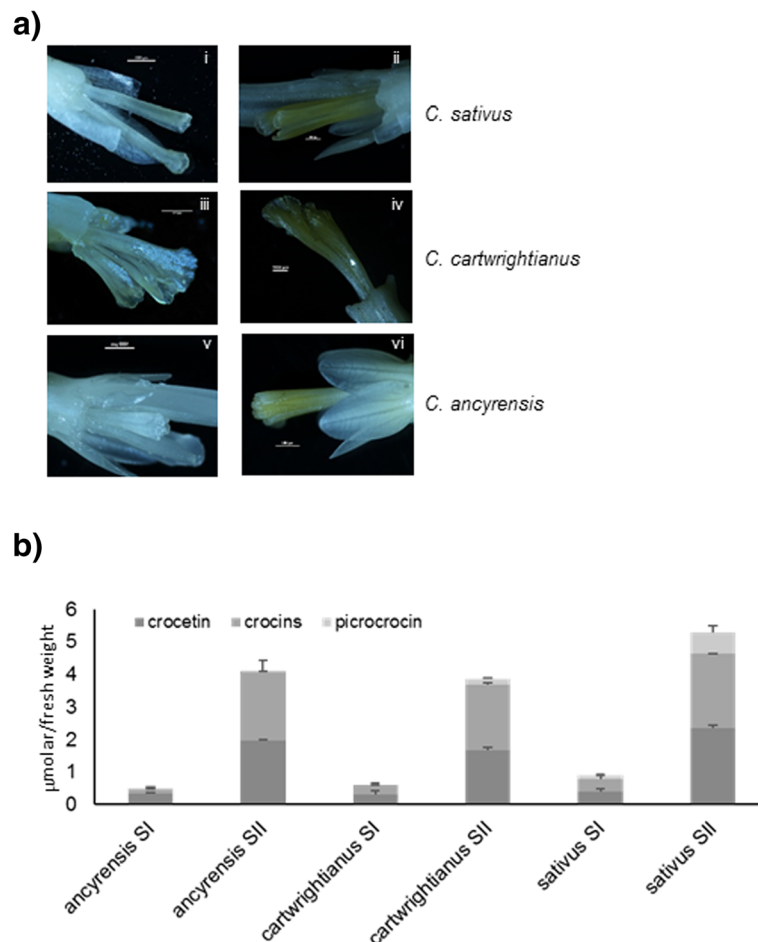 a)
i
ii
C. sativus
iii
iv
C. cartwrightianus
v
vi
C. ancyrensis
b)
µmolar/fresh weight
6
5
4
3
2
1
0
crocetin crocins picrocrocin
ancyrensis SI
ancyrensis SII
cartwrightianus SI
cartwrightianus SII
sativus SI
sativus SII